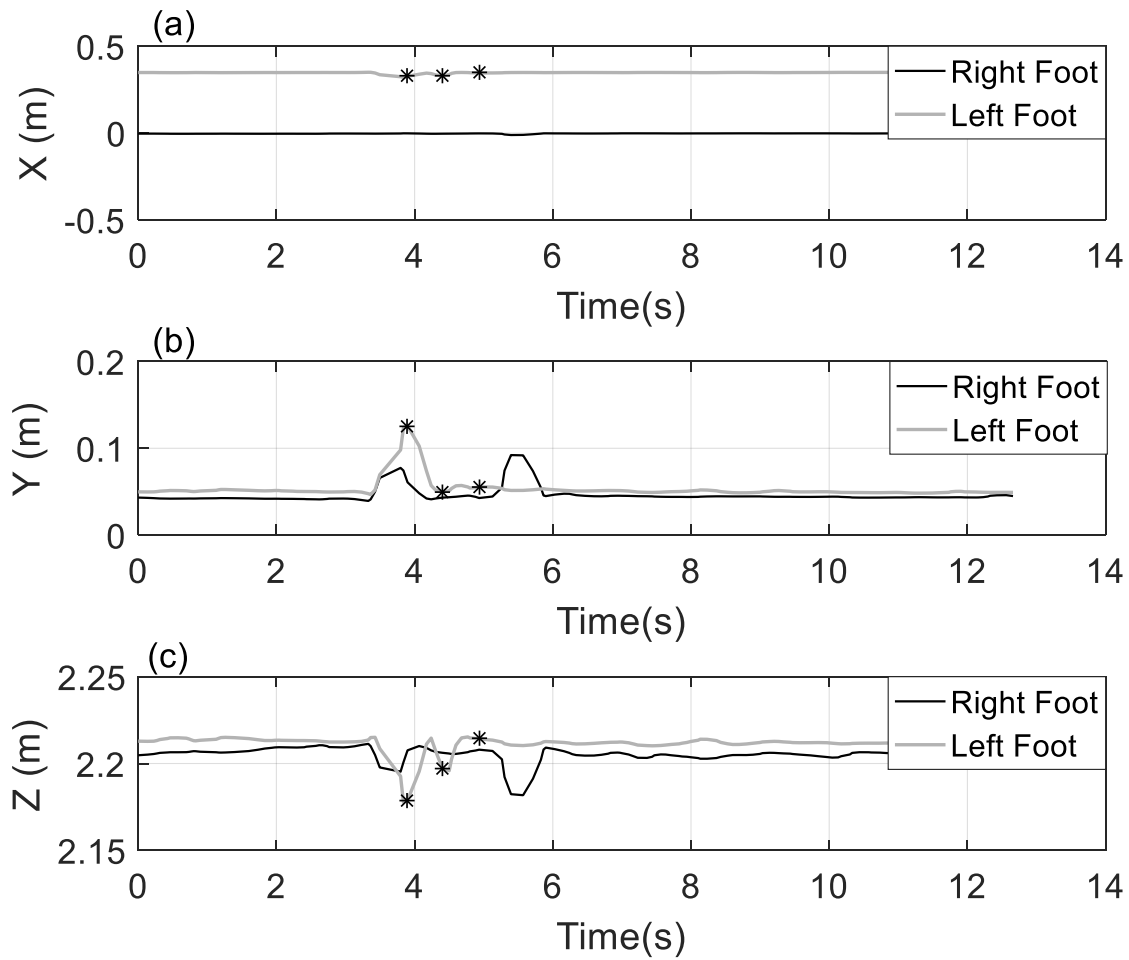 (a)
0.5
0
-0.5
X (m)
Right Foot
Left Foot
0 2 4 6 8 10 12 14
Time(s)
(b)
0.2
0.1
0
Y (m)
Right Foot
Left Foot
0 2 4 6 8 10 12 14
Time(s)
(c)
2.25
2.20
2.15
Z (m)
Right Foot
Left Foot
0 2 4 6 8 10 12 14
Time(s)